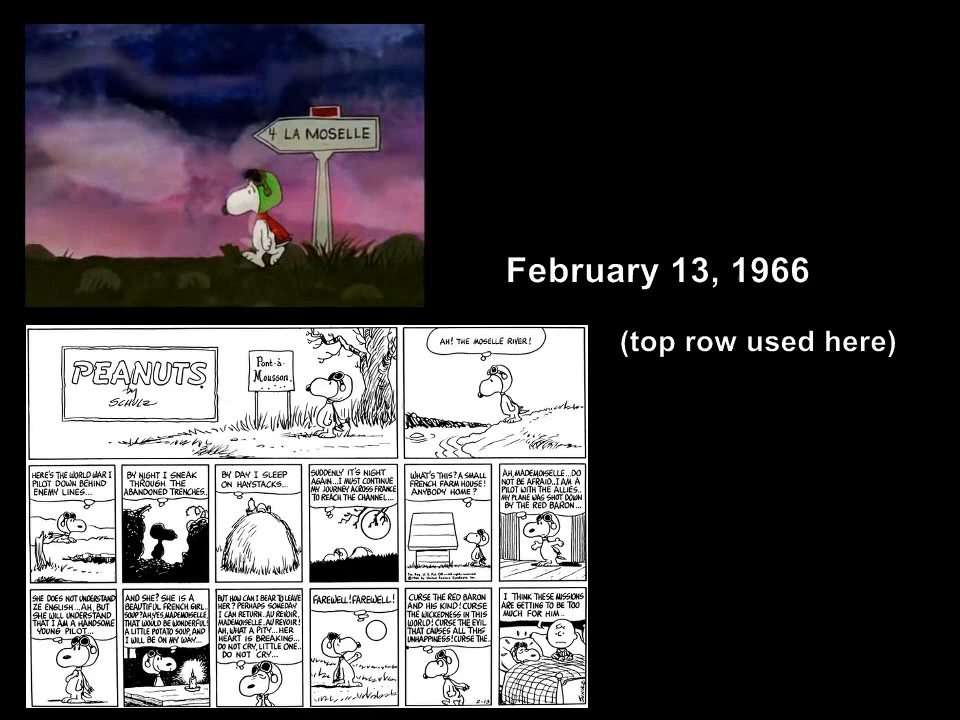 4 LA MOSELLE
February 13, 1966
(top row used here)
PEANUTS
by
SCHULZ
Pont-à-
Mousson
AH! THE MOSELLE RIVER!
HERE'S THE WORLD WAR I
PILOT DOWN BEHIND
ENEMY LINES...
BY NIGHT I SNEAK
THROUGH THE
ABANDONED TRENCHES..
BY DAY I SLEEP
ON HAYSTACKS...
SUDDENLY IT'S NIGHT
AGAIN...I MUST CONTINUE
MY JOURNEY ACROSS FRANCE
TO REACH THE CHANNEL...
WHAT'S THIS? A SMALL
FRENCH FARM HOUSE!
ANYBODY HOME?
AH, MADEMOISELLE...DO
NOT BE AFRAID..I AM A
PILOT WITH THE ALLIES..
MY PLANE WAS SHOT DOWN
BY THE RED BARON...
SHE DOES NOT UNDERSTAND
ZE ENGLISH...AH, BUT
SHE WILL UNDERSTAND
THAT I AM A HANDSOME
YOUNG PILOT...
AND SHE? SHE IS A
BEAUTIFUL FRENCH GIRL..
SOUP? AH, YES, MADEMOISELLE,
THAT WOULD BE WONDERFUL!
A LITTLE POTATO SOUP, AND
I WILL BE ON MY WAY...
BUT HOW CAN I BEAR TO LEAVE
HER? PERHAPS SOMEDAY
I CAN RETURN..AU REVOIR,
MADEMOISELLE..AU REVOIR!
AH, WHAT A PITY...HER
HEART IS BREAKING...
DO NOT CRY, LITTLE ONE..
DO NOT CRY...
FAREWELL! FAREWELL!
CURSE THE RED BARON
AND HIS KIND! CURSE
THE WICKEDNESS IN THIS
WORLD! CURSE THE EVIL
THAT CAUSES ALL THIS
UNHAPPINESS! CURSE THE..
2-13
I THINK THESE MISSIONS
ARE GETTING TO BE TOO
MUCH FOR HIM...